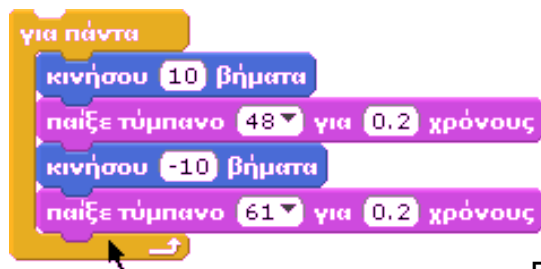 για πάντα
κινήσου 10 βήματα
παίξε τύμπανο 48 για 0.2 χρόνους
κινήσου -10 βήματα
παίξε τύμπανο 61 για 0.2 χρόνους